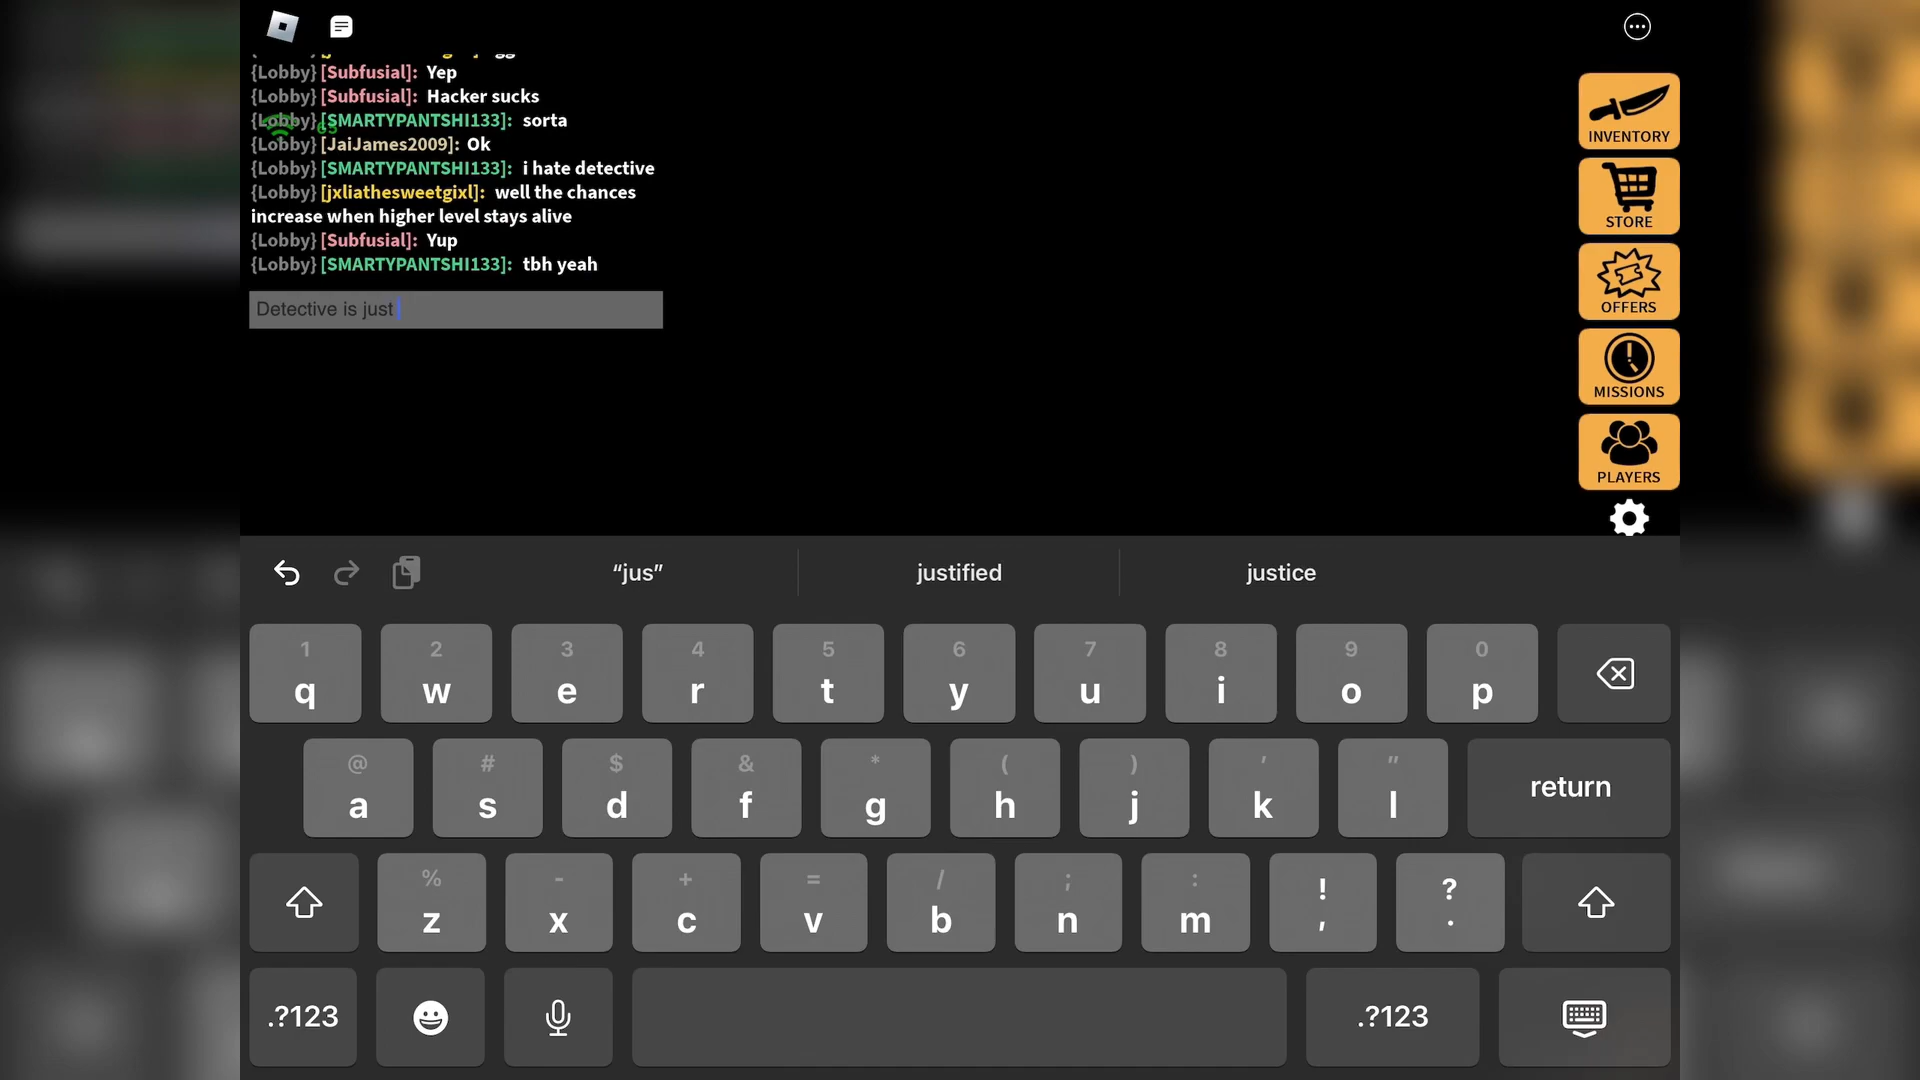 {Lobby} [Subfusial]: Yep
{Lobby} [Subfusial]: Hacker sucks
{Lobby} [SMARTYPANTSHI133]: sorta
65
{Lobby} [JaiJames2009]: Ok
{Lobby} [SMARTYPANTSHI133]: i hate detective
{Lobby} [jxliathesweetgixl]: well the chances
increase when higher level stays alive
{Lobby} [Subfusial]: Yup
{Lobby} [SMARTYPANTSHI133]: tbh yeah
Detective is just
INVENTORY
STORE
OFFERS
MISSIONS
PLAYERS
“jus” justified justice
1 2 3 4 5 6 7 8 9 0
q w e r t y u i o p
@ # $ & * ( ) ' "
a s d f g h j k l return
% - + = / ; : ! ?
z x c v b n m , .
.?123 .?123